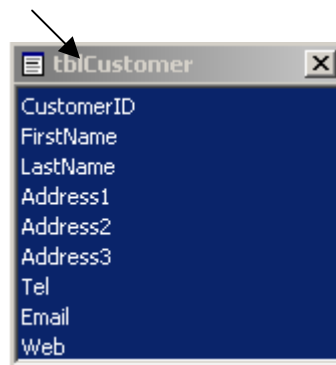 tblCustomer
CustomerID
FirstName
LastName
Address1
Address2
Address3
Tel
Email
Web